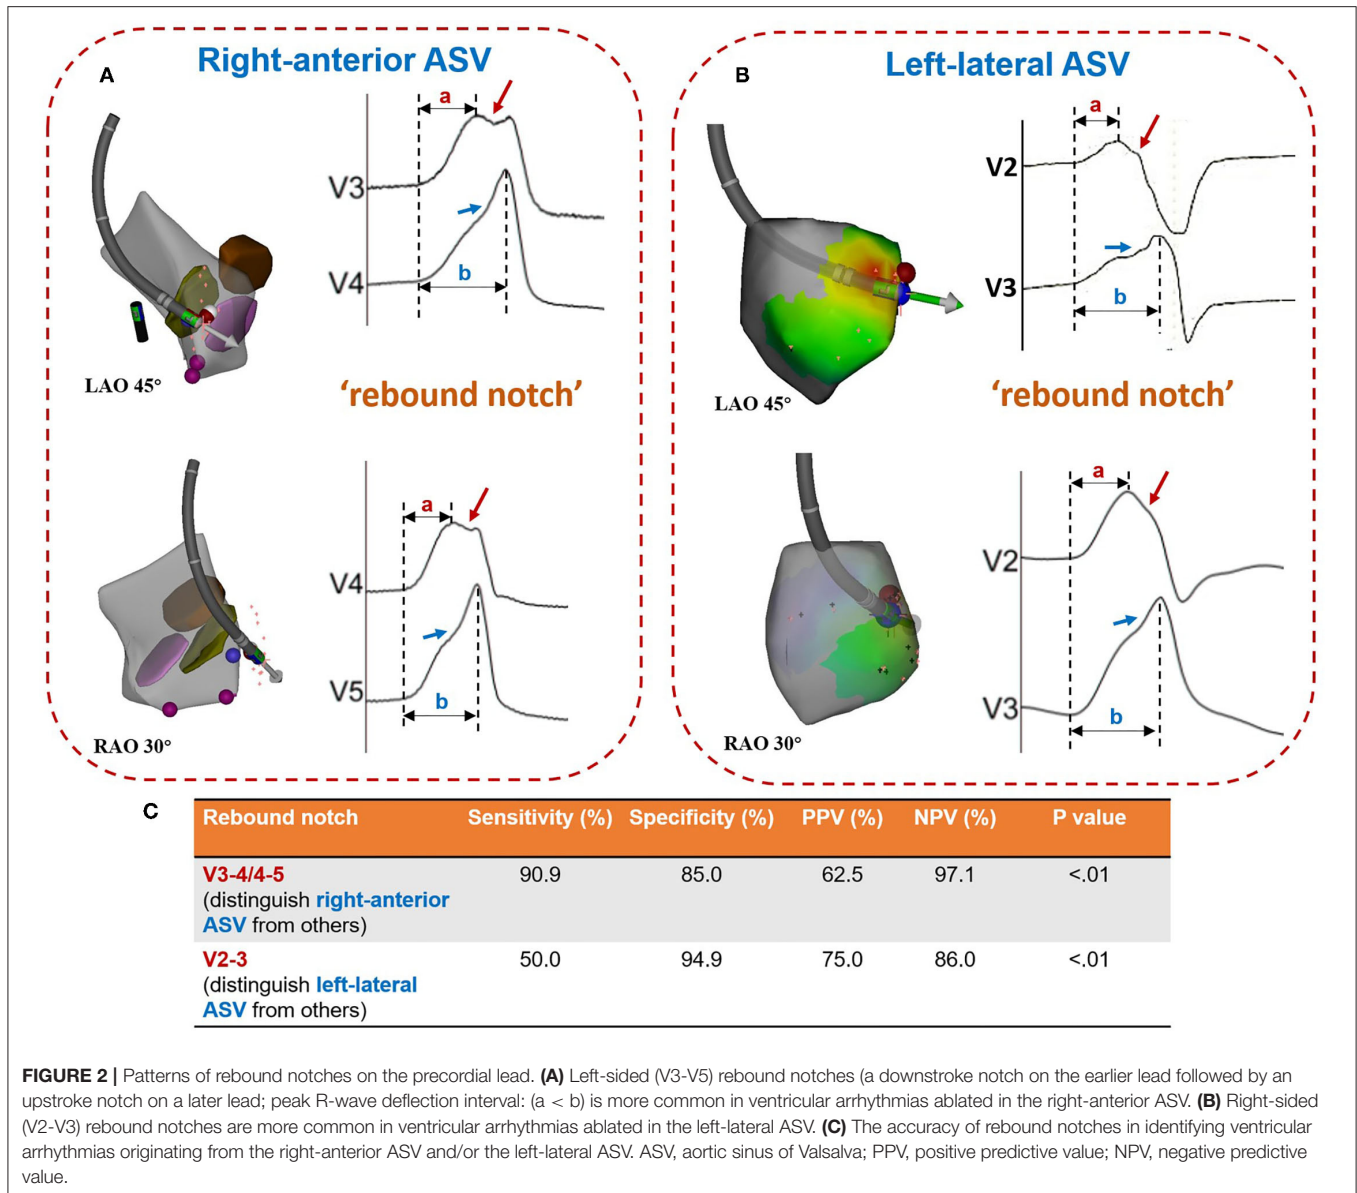 A
Right-anterior ASV
a
V3
V4
b
LAO 45°
'rebound notch'
a
V4
V5
b
RAO 30°
B
Left-lateral ASV
a
V2
V3
b
LAO 45°
'rebound notch'
a
V2
V3
b
RAO 30°
C
Rebound notch Sensitivity (%) Specificity (%) PPV (%) NPV (%) P value
V3-4/4-5 90.9 85.0 62.5 97.1 <.01
(distinguish right-anterior
ASV from others)
V2-3 50.0 94.9 75.0 86.0 <.01
(distinguish left-lateral
ASV from others)
FIGURE 2 | Patterns of rebound notches on the precordial lead. (A) Left-sided (V3-V5) rebound notches (a downstroke notch on the earlier lead followed by an
upstroke notch on a later lead; peak R-wave deflection interval: (a < b) is more common in ventricular arrhythmias ablated in the right-anterior ASV. (B) Right-sided
(V2-V3) rebound notches are more common in ventricular arrhythmias ablated in the left-lateral ASV. (C) The accuracy of rebound notches in identifying ventricular
arrhythmias originating from the right-anterior ASV and/or the left-lateral ASV. ASV, aortic sinus of Valsalva; PPV, positive predictive value; NPV, negative predictive
value.